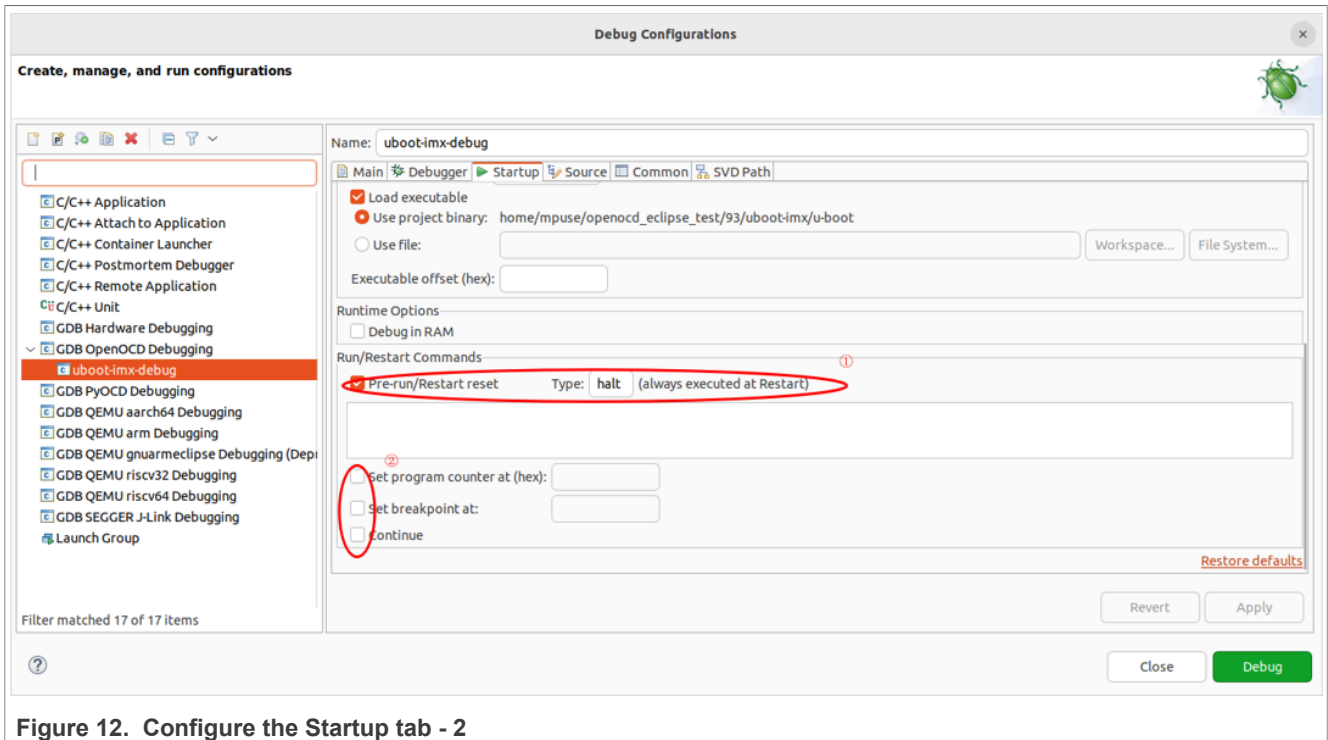 Debug Configurations
Create, manage, and run configurations
Name: uboot-imx-debug
Main Debugger Startup Source Common SVD Path
C/C++ Application
C/C++ Attach to Application
C/C++ Container Launcher
C/C++ Postmortem Debugger
C/C++ Remote Application
C/C++ Unit
GDB Hardware Debugging
GDB OpenOCD Debugging
uboot-imx-debug
GDB PyOCD Debugging
GDB QEMU aarch64 Debugging
GDB QEMU arm Debugging
GDB QEMU gnuarmeclipse Debugging (Depr
GDB QEMU riscv32 Debugging
GDB QEMU riscv64 Debugging
GDB SEGGER J-Link Debugging
Launch Group
Filter matched 17 of 17 items
Load executable
Use project binary: home/mpuse/openocd_eclipse_test/93/uboot-imx/u-boot
Use file: Workspace... File System...
Executable offset (hex):
Runtime Options
Debug in RAM
Run/Restart Commands
①
Pre-run/Restart reset Type: halt (always executed at Restart)
②
Set program counter at (hex):
Set breakpoint at:
Continue
Restore defaults
Revert Apply
Close Debug
Figure 12. Configure the Startup tab - 2